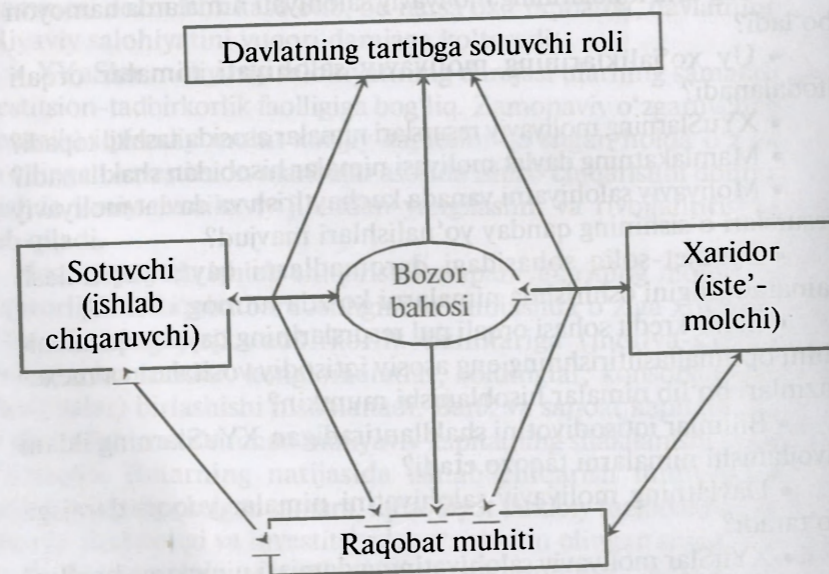 Davlatning tartibga soluvchi roli
Sotuvchi
(ishlab
chiqaruvchi)
Bozor
bahosi
Xaridor
(iste’-
molchi)
Raqobat muhiti